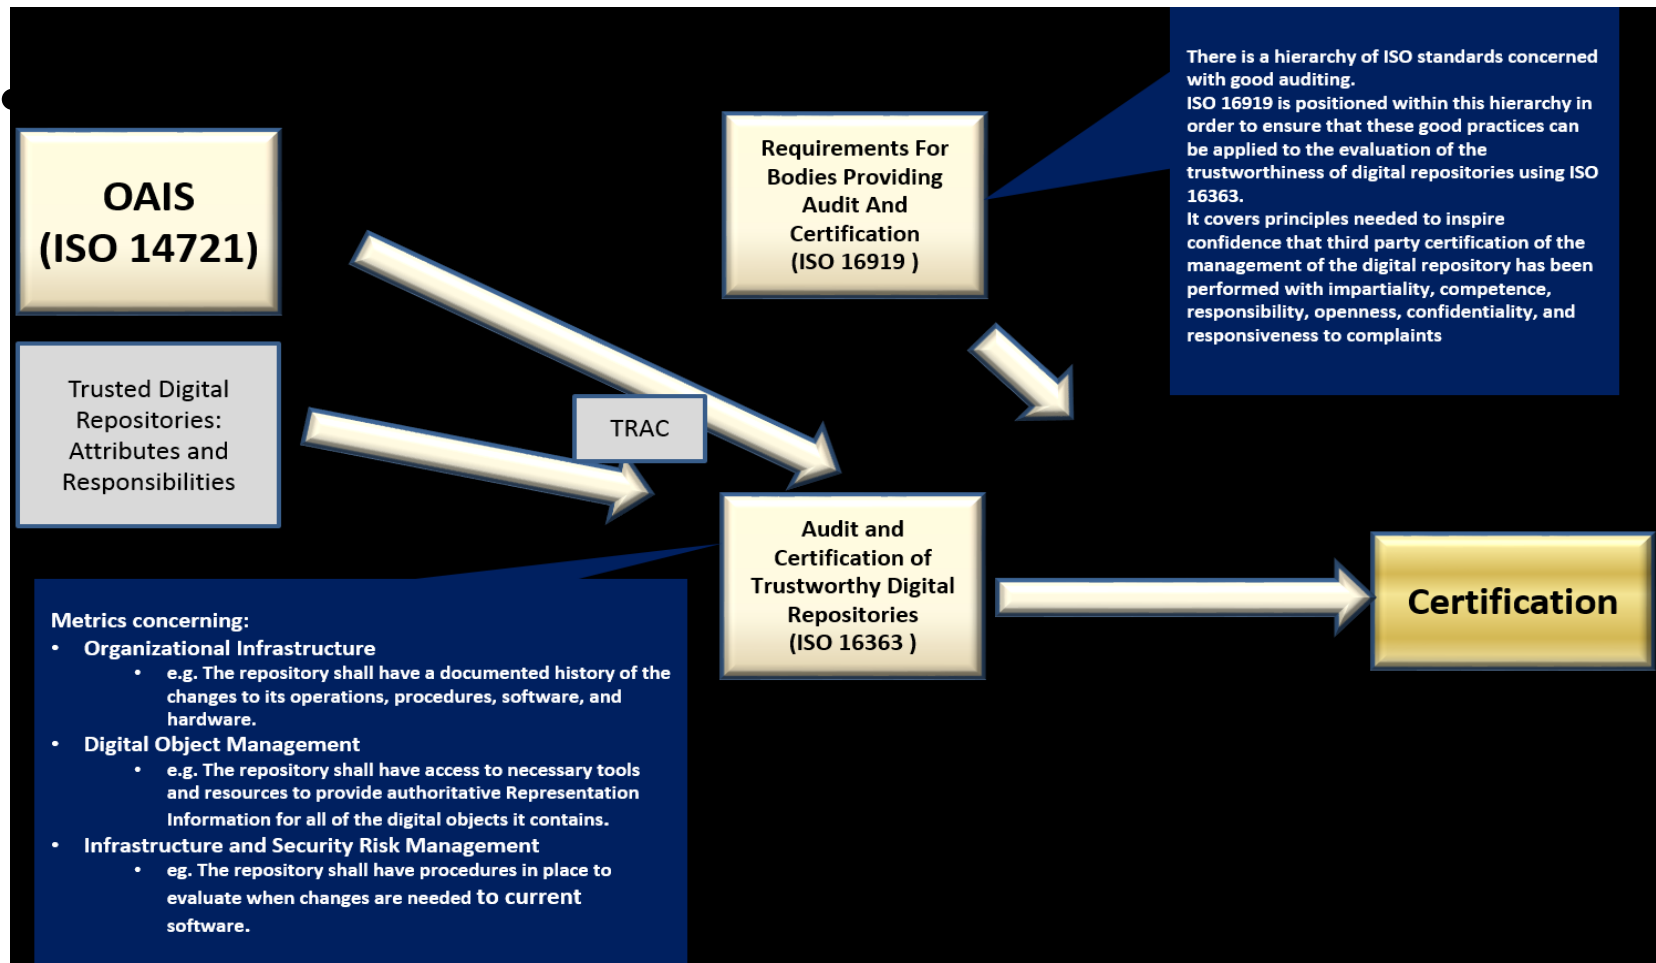 OAIS
(ISO 14721)
Trusted Digital
Repositories:
Attributes and
Responsibilities
TRAC
Requirements For
Bodies Providing
Audit And
Certification
(ISO 16919 )
There is a hierarchy of ISO standards concerned
with good auditing.
ISO 16919 is positioned within this hierarchy in
order to ensure that these good practices can
be applied to the evaluation of the
trustworthiness of digital repositories using ISO
16363.
It covers principles needed to inspire
confidence that third party certification of the
management of the digital repository has been
performed with impartiality, competence,
responsibility, openness, confidentiality, and
responsiveness to complaints
Audit and
Certification of
Trustworthy Digital
Repositories
(ISO 16363 )
Certification
Metrics concerning:
• Organizational Infrastructure
• e.g. The repository shall have a documented history of the
changes to its operations, procedures, software, and
hardware.
• Digital Object Management
• e.g. The repository shall have access to necessary tools
and resources to provide authoritative Representation
Information for all of the digital objects it contains.
• Infrastructure and Security Risk Management
• eg. The repository shall have procedures in place to
evaluate when changes are needed to current
software.